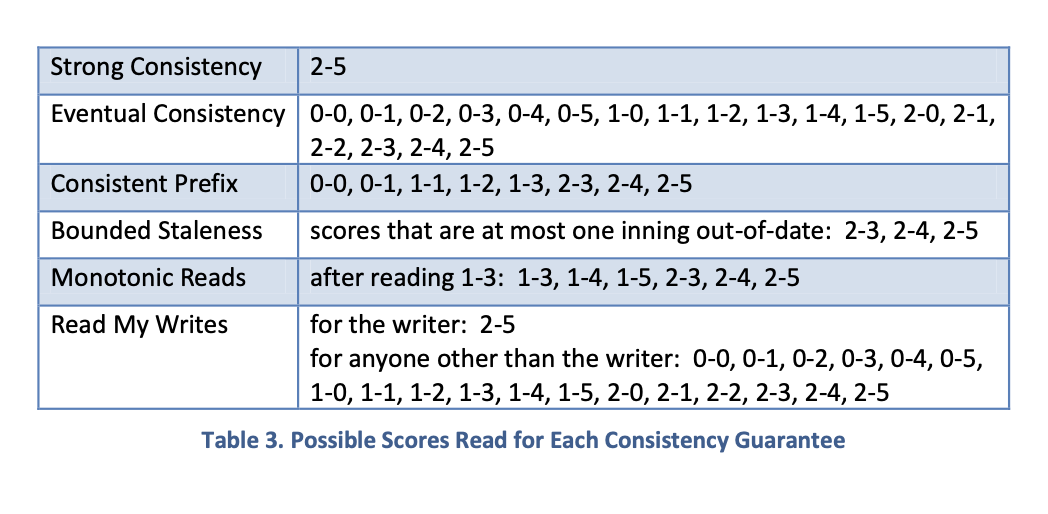 Strong Consistency 2-5
Eventual Consistency 0-0, 0-1, 0-2, 0-3, 0-4, 0-5, 1-0, 1-1, 1-2, 1-3, 1-4, 1-5, 2-0, 2-1,
2-2, 2-3, 2-4, 2-5
Consistent Prefix 0-0, 0-1, 1-1, 1-2, 1-3, 2-3, 2-4, 2-5
Bounded Staleness scores that are at most one inning out-of-date: 2-3, 2-4, 2-5
Monotonic Reads after reading 1-3: 1-3, 1-4, 1-5, 2-3, 2-4, 2-5
Read My Writes for the writer: 2-5
for anyone other than the writer: 0-0, 0-1, 0-2, 0-3, 0-4, 0-5,
1-0, 1-1, 1-2, 1-3, 1-4, 1-5, 2-0, 2-1, 2-2, 2-3, 2-4, 2-5
Table 3. Possible Scores Read for Each Consistency Guarantee